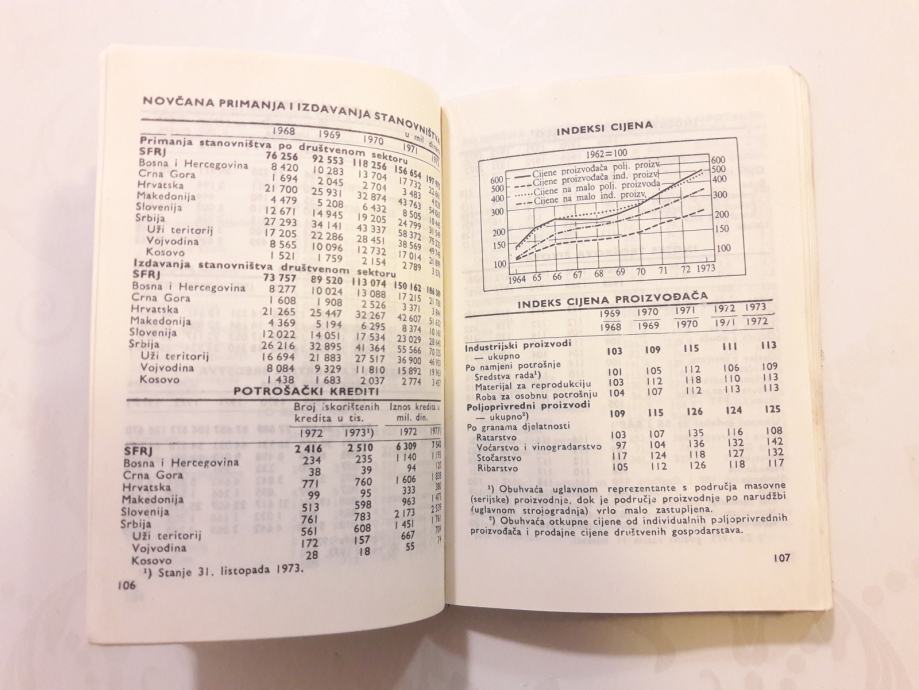 NOVČANA PRIMANJA I IZDAVANJA STANOVNIŠTVA
u mil. dinara
1968 1969 1970 1971
Primanja stanovništva po društvenom sektoru
SFRJ 76 256 92 553 118 256 156 654
Bosna i Hercegovina 8 420 10 283 13 704 17 732
Crna Gora 1 694 2 045 2 704 3 483
Hrvatska 21 700 25 931 32 874 43 763
Makedonija 4 479 5 208 6 432 8 505
Slovenija 12 671 14 945 19 205 24 799
Srbija 27 293 34 141 43 337 58 372
Uži teritorij 17 205 22 286 28 451 38 569
Vojvodina 8 565 10 096 12 732 17 014
Kosovo 1 521 1 759 2 154 2 789
Izdavanja stanovništva društvenom sektoru
SFRJ 73 757 89 520 113 074 150 162
Bosna i Hercegovina 8 277 10 024 13 088 17 215
Crna Gora 1 608 1 908 2 526 3 371
Hrvatska 21 265 25 447 32 267 42 607
Makedonija 4 369 5 194 6 295 8 374
Slovenija 12 022 14 051 17 534 23 029
Srbija 26 216 32 895 41 364 55 566
Uži teritorij 16 694 21 883 27 517 36 900
Vojvodina 8 084 9 329 11 810 15 892
Kosovo 1 438 1 683 2 037 2 774
POTROŠAČKI KREDITI
Broj iskorištenih Iznos kredita u
kredita u tis. mil. din.
1972 1973¹) 1972
SFRJ 2 416 2 510 6 309
Bosna i Hercegovina 234 235 1 140
Crna Gora 38 39 94
Hrvatska 771 760 1 606
Makedonija 99 95 333
Slovenija 513 598 963
Srbija 761 783 2 173
Uži teritorij 561 608 1 451
Vojvodina 172 157 667
Kosovo 28 18 55
¹) Stanje 31. listopada 1973.
106
INDEKSI CIJENA
1962=100
Cijene proizvođača polj. proizv.
Cijene proizvođača ind. proizv.
Cijene na malo polj. proizvoda
Cijene na malo ind. proizv.
600 600
500 500
400 400
300 300
200 200
150 150
100 100
1964 65 66 67 68 69 70 71 72 1973
INDEKS CIJENA PROIZVOĐAČA
1969 1970 1971 1972 1973
1968 1969 1970 1971 1972
Industrijski proizvodi
— ukupno 103 109 115 111 113
Po namjeni potrošnje
Sredstva rada¹) 101 105 112 106 109
Materijal za reprodukciju 103 112 118 110 113
Roba za osobnu potrošnju 104 107 112 113 113
Poljoprivredni proizvodi
— ukupno²) 109 115 126 124 125
Po granama djelatnosti
Ratarstvo 103 107 135 116 108
Voćarstvo i vinogradarstvo 97 104 136 132 142
Stočarstvo 117 124 118 127 132
Ribarstvo 105 112 126 118 117
¹) Obuhvaća uglavnom reprezentante s područja masovne
(serijske) proizvodnje, dok je područje proizvodnje po narudžbi
(uglavnom strojogradnja) vrlo malo zastupljena.
²) Obuhvaća otkupne cijene od individualnih poljoprivrednih
proizvođača i prodajne cijene društvenih gospodarstava.
107